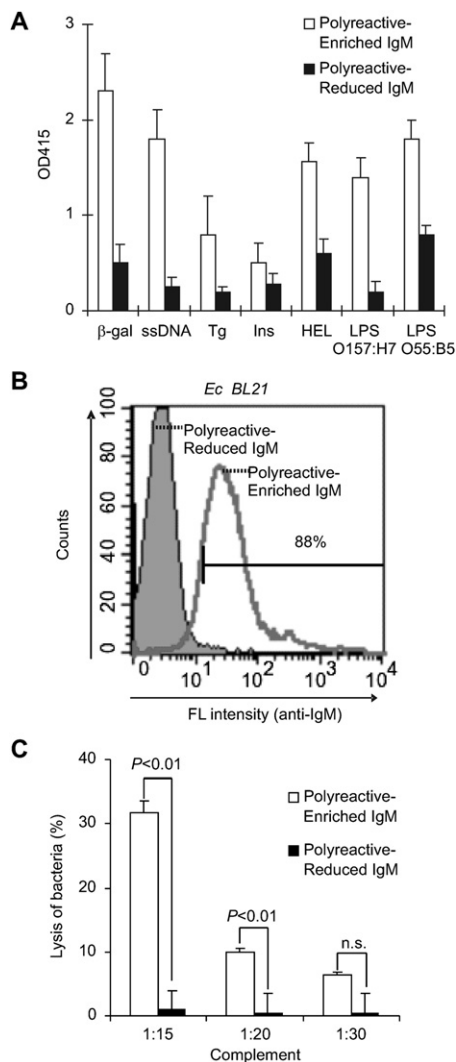 A
3
2
1
0
OD415
Polyreactive-
Enriched IgM
Polyreactive-
Reduced IgM
β-gal ssDNA Tg Ins HEL LPS LPS
O157:H7 O55:B5
B
Ec BL21
100
80
60
40
20
0
Counts
Polyreactive-
Reduced IgM
Polyreactive-
Enriched IgM
88%
0 10¹ 10² 10³ 10⁴
FL intensity (anti-IgM)
C
40
30
20
10
0
Lysis of bacteria (%)
P<0.01
P<0.01
n.s.
Polyreactive-
Enriched IgM
Polyreactive-
Reduced IgM
1:15 1:20 1:30
Complement